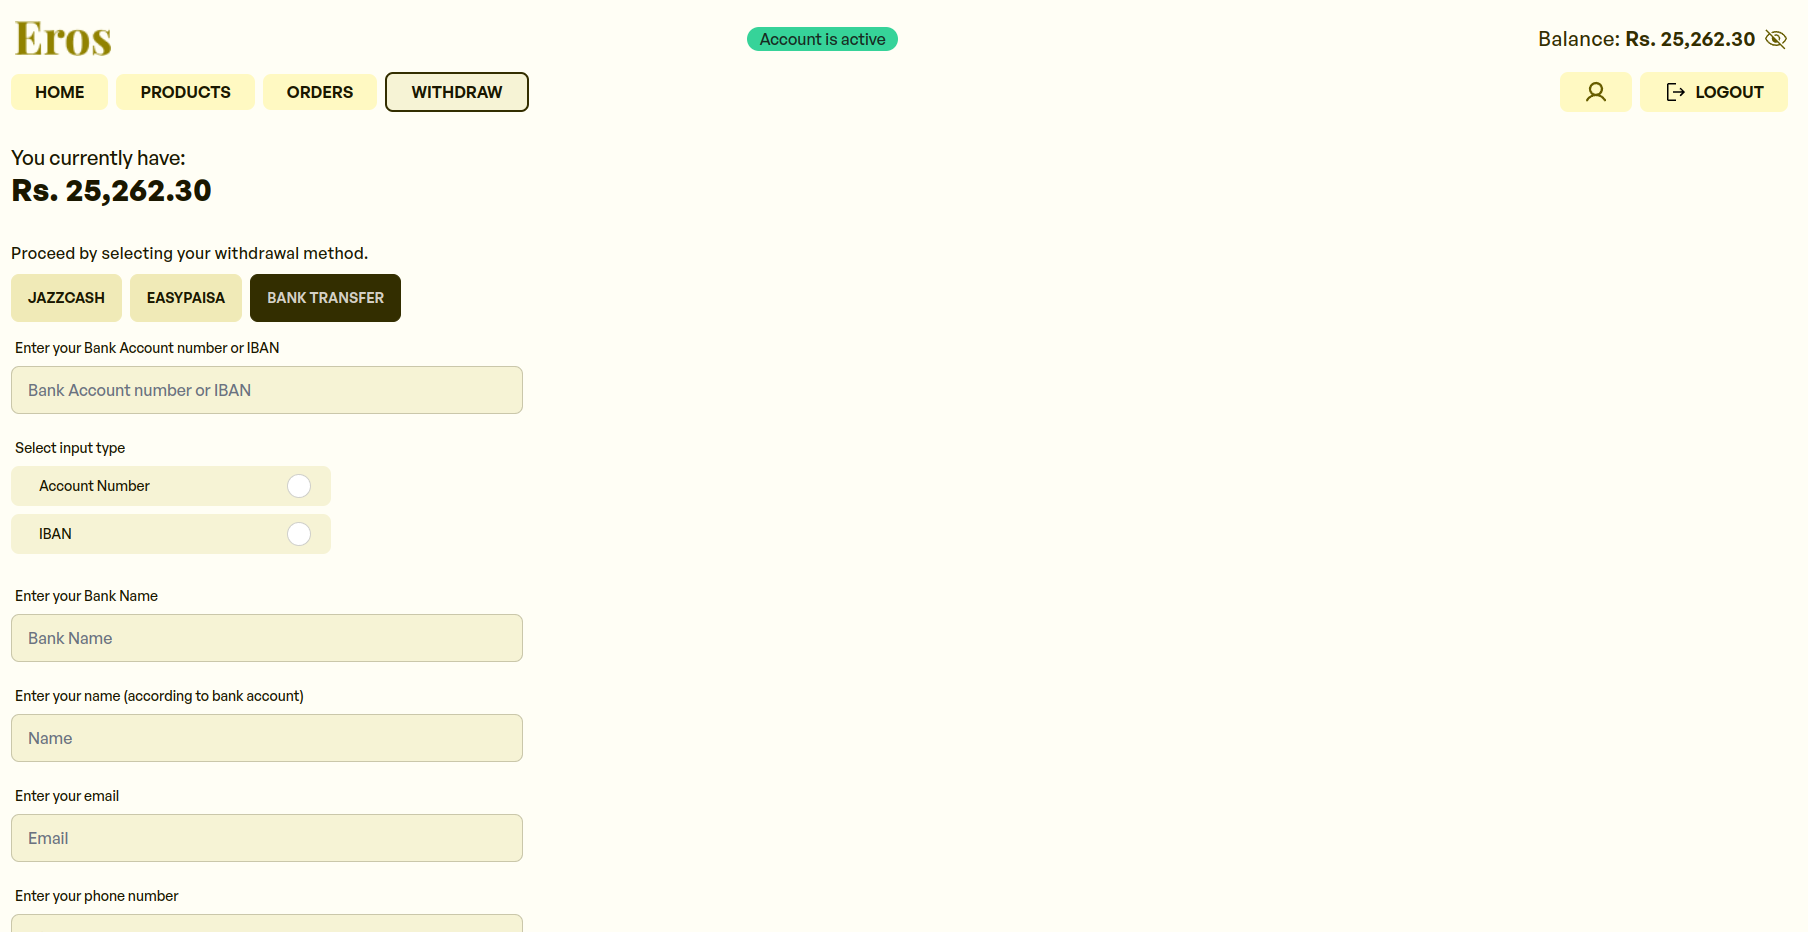 Eros
Account is active
Balance: Rs. 25,262.30
HOME
PRODUCTS
ORDERS
WITHDRAW
LOGOUT
You currently have:
Rs. 25,262.30
Proceed by selecting your withdrawal method.
JAZZCASH
EASYPAISA
BANK TRANSFER
Enter your Bank Account number or IBAN
Bank Account number or IBAN
Select input type
Account Number
IBAN
Enter your Bank Name
Bank Name
Enter your name (according to bank account)
Name
Enter your email
Email
Enter your phone number